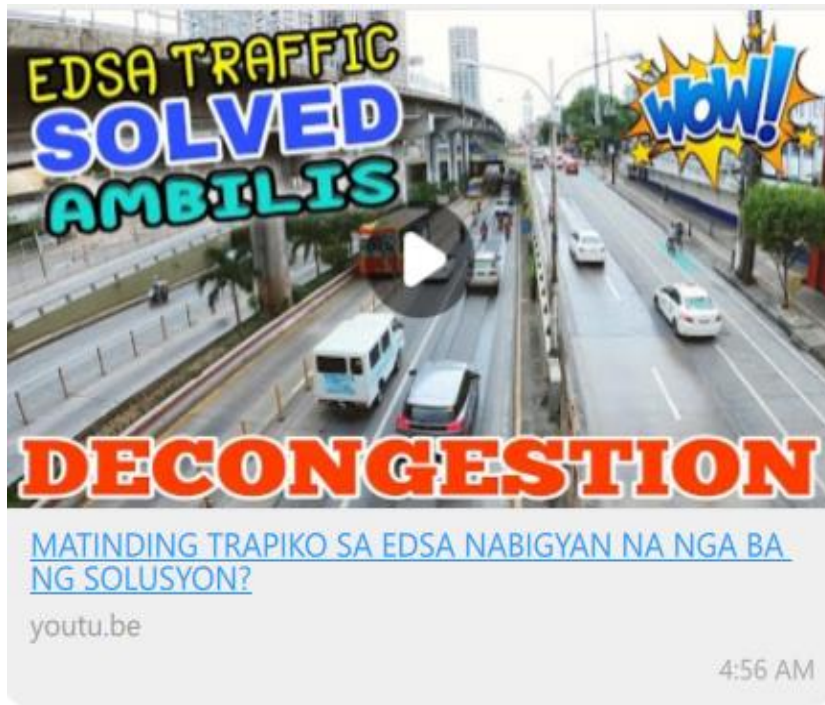 EDSA TRAFFIC
SOLVED
AMBILIS
WOW!
DECONGESTION
MATINDING TRAPIKO SA EDSA NABIGYAN NA NGA BA
NG SOLUSYON?
youtu.be
4:56 AM